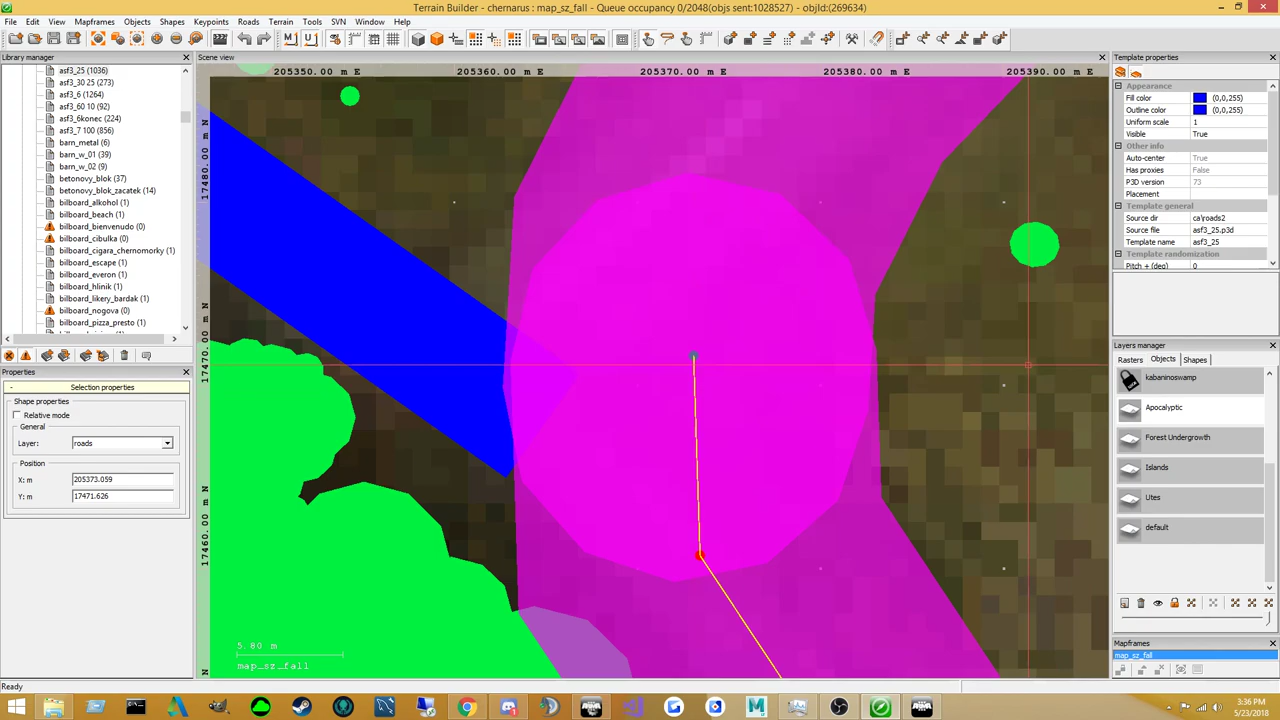 Terrain Builder - chernarus : map_sz_fall - Queue occupancy 0/2048(objs sent:1028527) - objId:(269634)
File Edit View Mapframes Objects Shapes Keypoints Roads Terrain Tools SVN Window Help
Library manager
asf3_25 (1036)
asf3_30 25 (273)
asf3_6 (1264)
asf3_60 10 (92)
asf3_6konec (224)
asf3_7 100 (856)
barn_metal (6)
barn_w_01 (39)
barn_w_02 (9)
betonovy_blok (37)
betonovy_blok_zacatek (14)
bilboard_alkohol (1)
bilboard_beach (1)
bilboard_bienvenudo (0)
bilboard_cibulka (0)
bilboard_cigara_chernomorky (1)
bilboard_escape (1)
bilboard_everon (1)
bilboard_hlinik (1)
bilboard_likery_bardak (1)
bilboard_nogova (0)
bilboard_pizza_presto (1)
Properties
Selection properties
Shape properties
Relative mode
General
Layer: roads
Position
X: m 205373.059
Y: m 17471.626
Scene view
205350.00 m E 205360.00 m E 205370.00 m E 205380.00 m E 205390.00 m E
17480.00 m N
17470.00 m N
17460.00 m N
5.80 m
map_sz_fall
Template properties
Appearance
Fill color (0,0,255)
Outline color (0,0,255)
Uniform scale 1
Visible True
Other info
Auto-center True
Has proxies False
P3D version 73
Placement
Template general
Source dir ca\roads2
Source file asf3_25.p3d
Template name asf3_25
Template randomization
Pitch + (deg) 0
Layers manager
Rasters Objects Shapes
kabaninoswamp
Apocalyptic
Forest Undergrowth
Islands
Utes
default
Mapframes
map_sz_fall
Ready
3:36 PM
5/23/2018